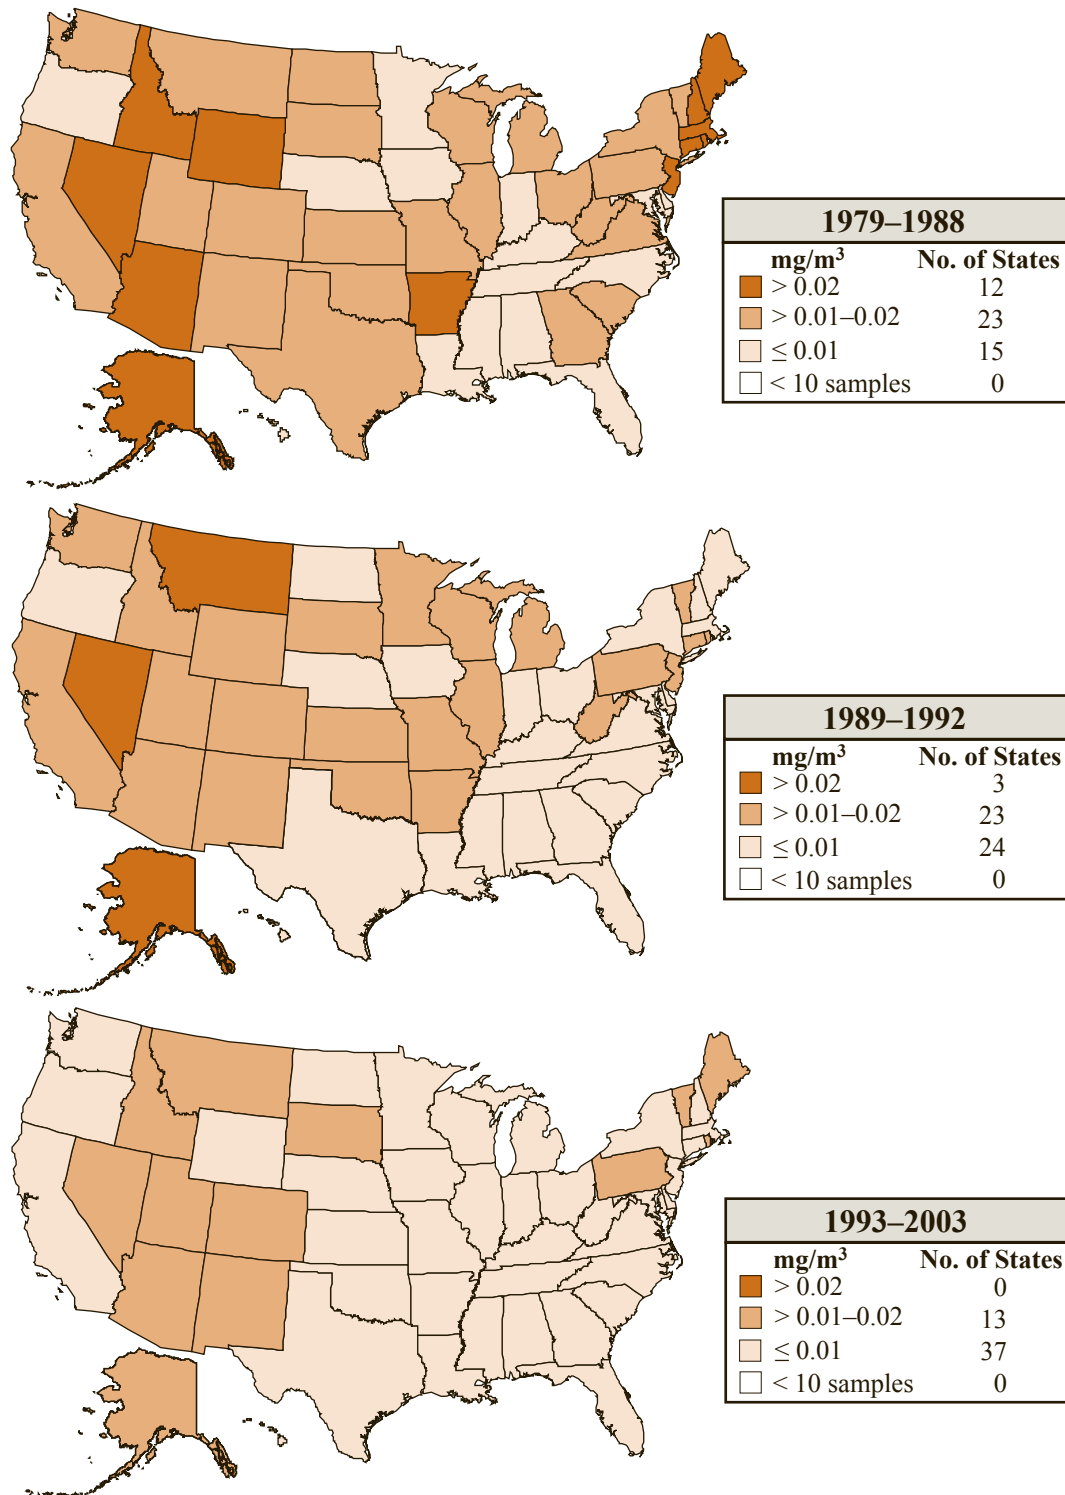 1979–1988
mg/m³ No. of States
> 0.02 12
> 0.01–0.02 23
≤ 0.01 15
< 10 samples 0
1989–1992
mg/m³ No. of States
> 0.02 3
> 0.01–0.02 23
≤ 0.01 24
< 10 samples 0
1993–2003
mg/m³ No. of States
> 0.02 0
> 0.01–0.02 13
≤ 0.01 37
< 10 samples 0